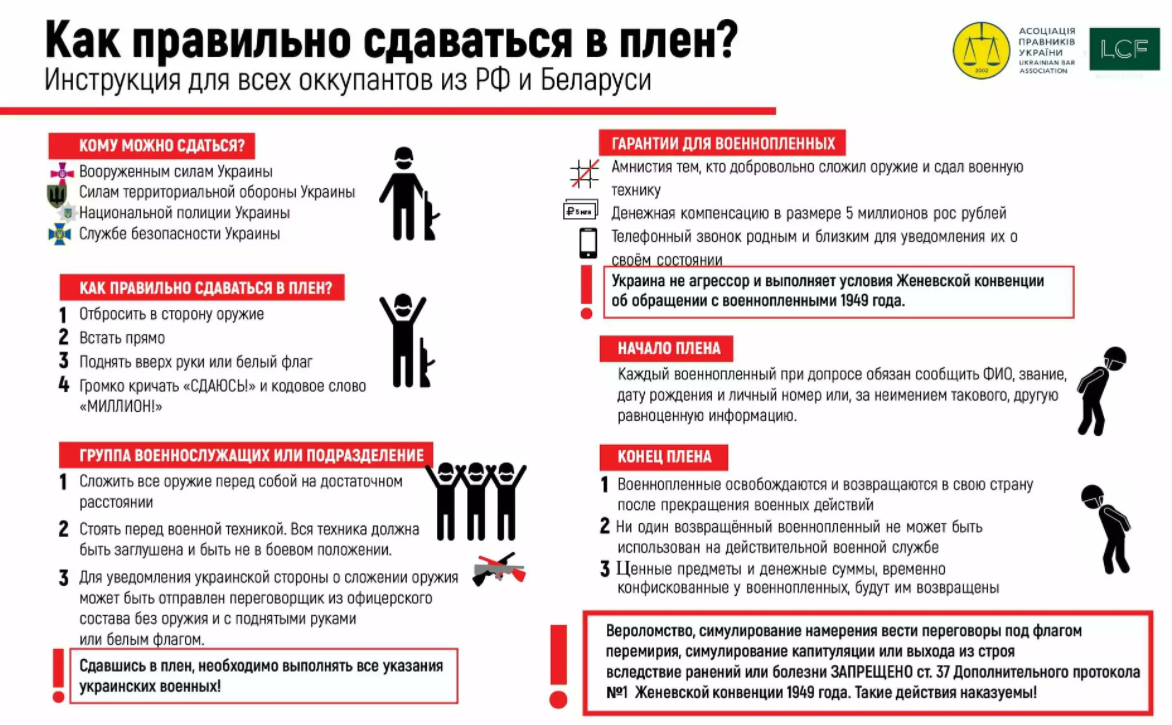 Как правильно сдаваться в плен?
Инструкция для всех оккупантов из РФ и Беларуси
АСОЦІАЦІЯ
ПРАВНИКІВ
УКРАЇНИ
UKRAINIAN BAR
ASSOCIATION
2002
LCF
КОМУ МОЖНО СДАТЬСЯ?
Вооруженным силам Украины
Силам территориальной обороны Украины
Национальной полиции Украины
Службе безопасности Украины
КАК ПРАВИЛЬНО СДАВАТЬСЯ В ПЛЕН?
1 Отбросить в сторону оружие
2 Встать прямо
3 Поднять вверх руки или белый флаг
4 Громко кричать «СДАЮСЬ!» и кодовое слово
«МИЛЛИОН!»
ГРУППА ВОЕННОСЛУЖАЩИХ ИЛИ ПОДРАЗДЕЛЕНИЕ
1 Сложить все оружие перед собой на достаточном
расстоянии
2 Стоять перед военной техникой. Вся техника должна
быть заглушена и быть не в боевом положении.
3 Для уведомления украинской стороны о сложении оружия
может быть отправлен переговорщик из офицерского
состава без оружия и с поднятыми руками
или белым флагом.
! Сдавшись в плен, необходимо выполнять все указания
украинских военных!
ГАРАНТИИ ДЛЯ ВОЕННОПЛЕННЫХ
Амнистия тем, кто добровольно сложил оружие и сдал военную
технику
₽ 5 млн
Денежная компенсацию в размере 5 миллионов рос рублей
Телефонный звонок родным и близким для уведомления их о
своём состоянии
! Украина не агрессор и выполняет условия Женевской конвенции
об обращении с военнопленными 1949 года.
НАЧАЛО ПЛЕНА
Каждый военнопленный при допросе обязан сообщить ФИО, звание,
дату рождения и личный номер или, за неимением такового, другую
равноценную информацию.
КОНЕЦ ПЛЕНА
1 Военнопленные освобождаются и возвращаются в свою страну
после прекращения военных действий
2 Ни один возвращённый военнопленный не может быть
использован на действительной военной службе
3 Ценные предметы и денежные суммы, временно
конфискованные у военнопленных, будут им возвращены
! Вероломство, симулирование намерения вести переговоры под флагом
перемирия, симулирование капитуляции или выхода из строя
вследствие ранений или болезни ЗАПРЕЩЕНО ст. 37 Дополнительного протокола
№1 Женевской конвенции 1949 года. Такие действия наказуемы!